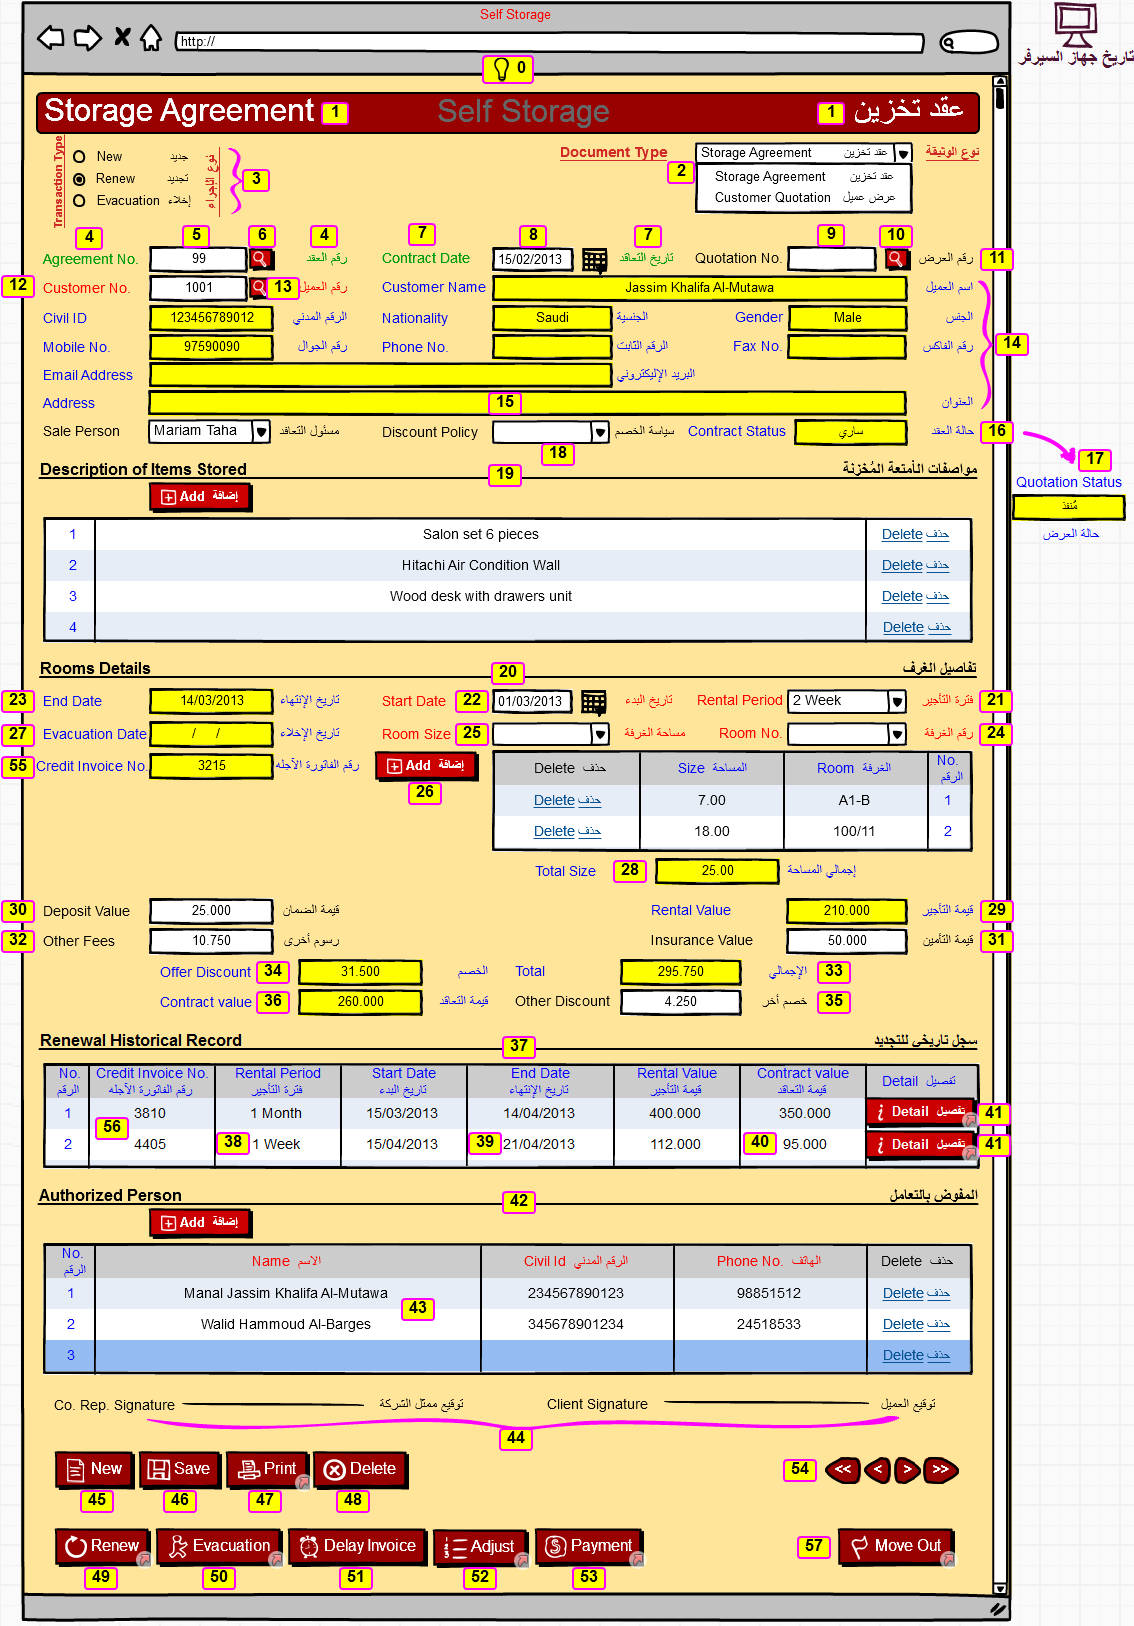 Self Storage
http://
تاريخ جهاز السيرفر
0
Storage Agreement 1 Self Storage 1 عقد تخزين
Transaction Type
New جديد
Renew تجديد
Evacuation إخلاء
نوع الإجراء
3
Document Type 2 Storage Agreement عقد تخزين نوع الوثيقة
Storage Agreement عقد تخزين
Customer Quotation عرض عميل
4 5 6 4 7 8 7 9 10
Agreement No. 99 رقم العقد Contract Date 15/02/2013 تاريخ التعاقد Quotation No. رقم العرض 11
12 Customer No. 1001 13 رقم العميل Customer Name Jassim Khalifa Al-Mutawa اسم العميل
Civil ID 123456789012 الرقم المدني Nationality Saudi الجنسية Gender Male الجنس
Mobile No. 97590090 رقم الجوال Phone No. الرقم الثابت Fax No. رقم الفاكس 14
Email Address البريد الإليكتروني
Address 15 العنوان
Sale Person Mariam Taha مسئول التعاقد Discount Policy سياسة الخصم Contract Status ساري حالة العقد 16
18
17
Quotation Status
مُنفذ
حالة العرض
Description of Items Stored 19 مواصفات الأمتعة المُخزنة
Add إضافة
1 Salon set 6 pieces Delete حذف
2 Hitachi Air Condition Wall Delete حذف
3 Wood desk with drawers unit Delete حذف
4 Delete حذف
Rooms Details 20 تفاصيل الغرف
23 End Date 14/03/2013 تاريخ الإنتهاء Start Date 22 01/03/2013 تاريخ البدء Rental Period 2 Week فترة التأجير 21
27 Evacuation Date / / تاريخ الإخلاء Room Size 25 مساحة الغرفة Room No. رقم الغرفة 24
55 Credit Invoice No. 3215 رقم الفاتورة الآجله Add إضافة
26
Delete حذف Size المساحة Room الغرفة No. الرقم
Delete حذف 7.00 A1-B 1
Delete حذف 18.00 100/11 2
Total Size 28 25.00 إجمالي المساحة
30 Deposit Value 25.000 قيمة الضمان Rental Value 210.000 قيمة التأجير 29
32 Other Fees 10.750 رسوم أخرى Insurance Value 50.000 قيمة التأمين 31
Offer Discount 34 31.500 الخصم Total 295.750 الإجمالي 33
Contract value 36 260.000 قيمة التعاقد Other Discount 4.250 خصم أخر 35
Renewal Historical Record 37 سجل تاريخي للتجديد
No. Credit Invoice No. Rental Period Start Date End Date Rental Value Contract value Detail تفصيل
الرقم رقم الفاتورة الآجله فترة التأجير تاريخ البدء تاريخ الإنتهاء قيمة التأجير قيمة التعاقد
1 3810 1 Month 15/03/2013 14/04/2013 400.000 350.000 Detail تفصيل 41
56
2 4405 38 1 Week 15/04/2013 39 21/04/2013 112.000 40 95.000 Detail تفصيل 41
Authorized Person 42 المفوض بالتعامل
Add إضافة
No. الرقم Name الاسم Civil Id الرقم المدني Phone No. الهاتف Delete حذف
1 Manal Jassim Khalifa Al-Mutawa 234567890123 98851512 Delete حذف
43
2 Walid Hammoud Al-Barges 345678901234 24518533 Delete حذف
3 Delete حذف
Co. Rep. Signature توقيع ممثل الشركة Client Signature توقيع العميل
44
New Save Print Delete 54 << < > >>
45 46 47 48
Renew Evacuation Delay Invoice Adjust Payment 57 Move Out
49 50 51 52 53